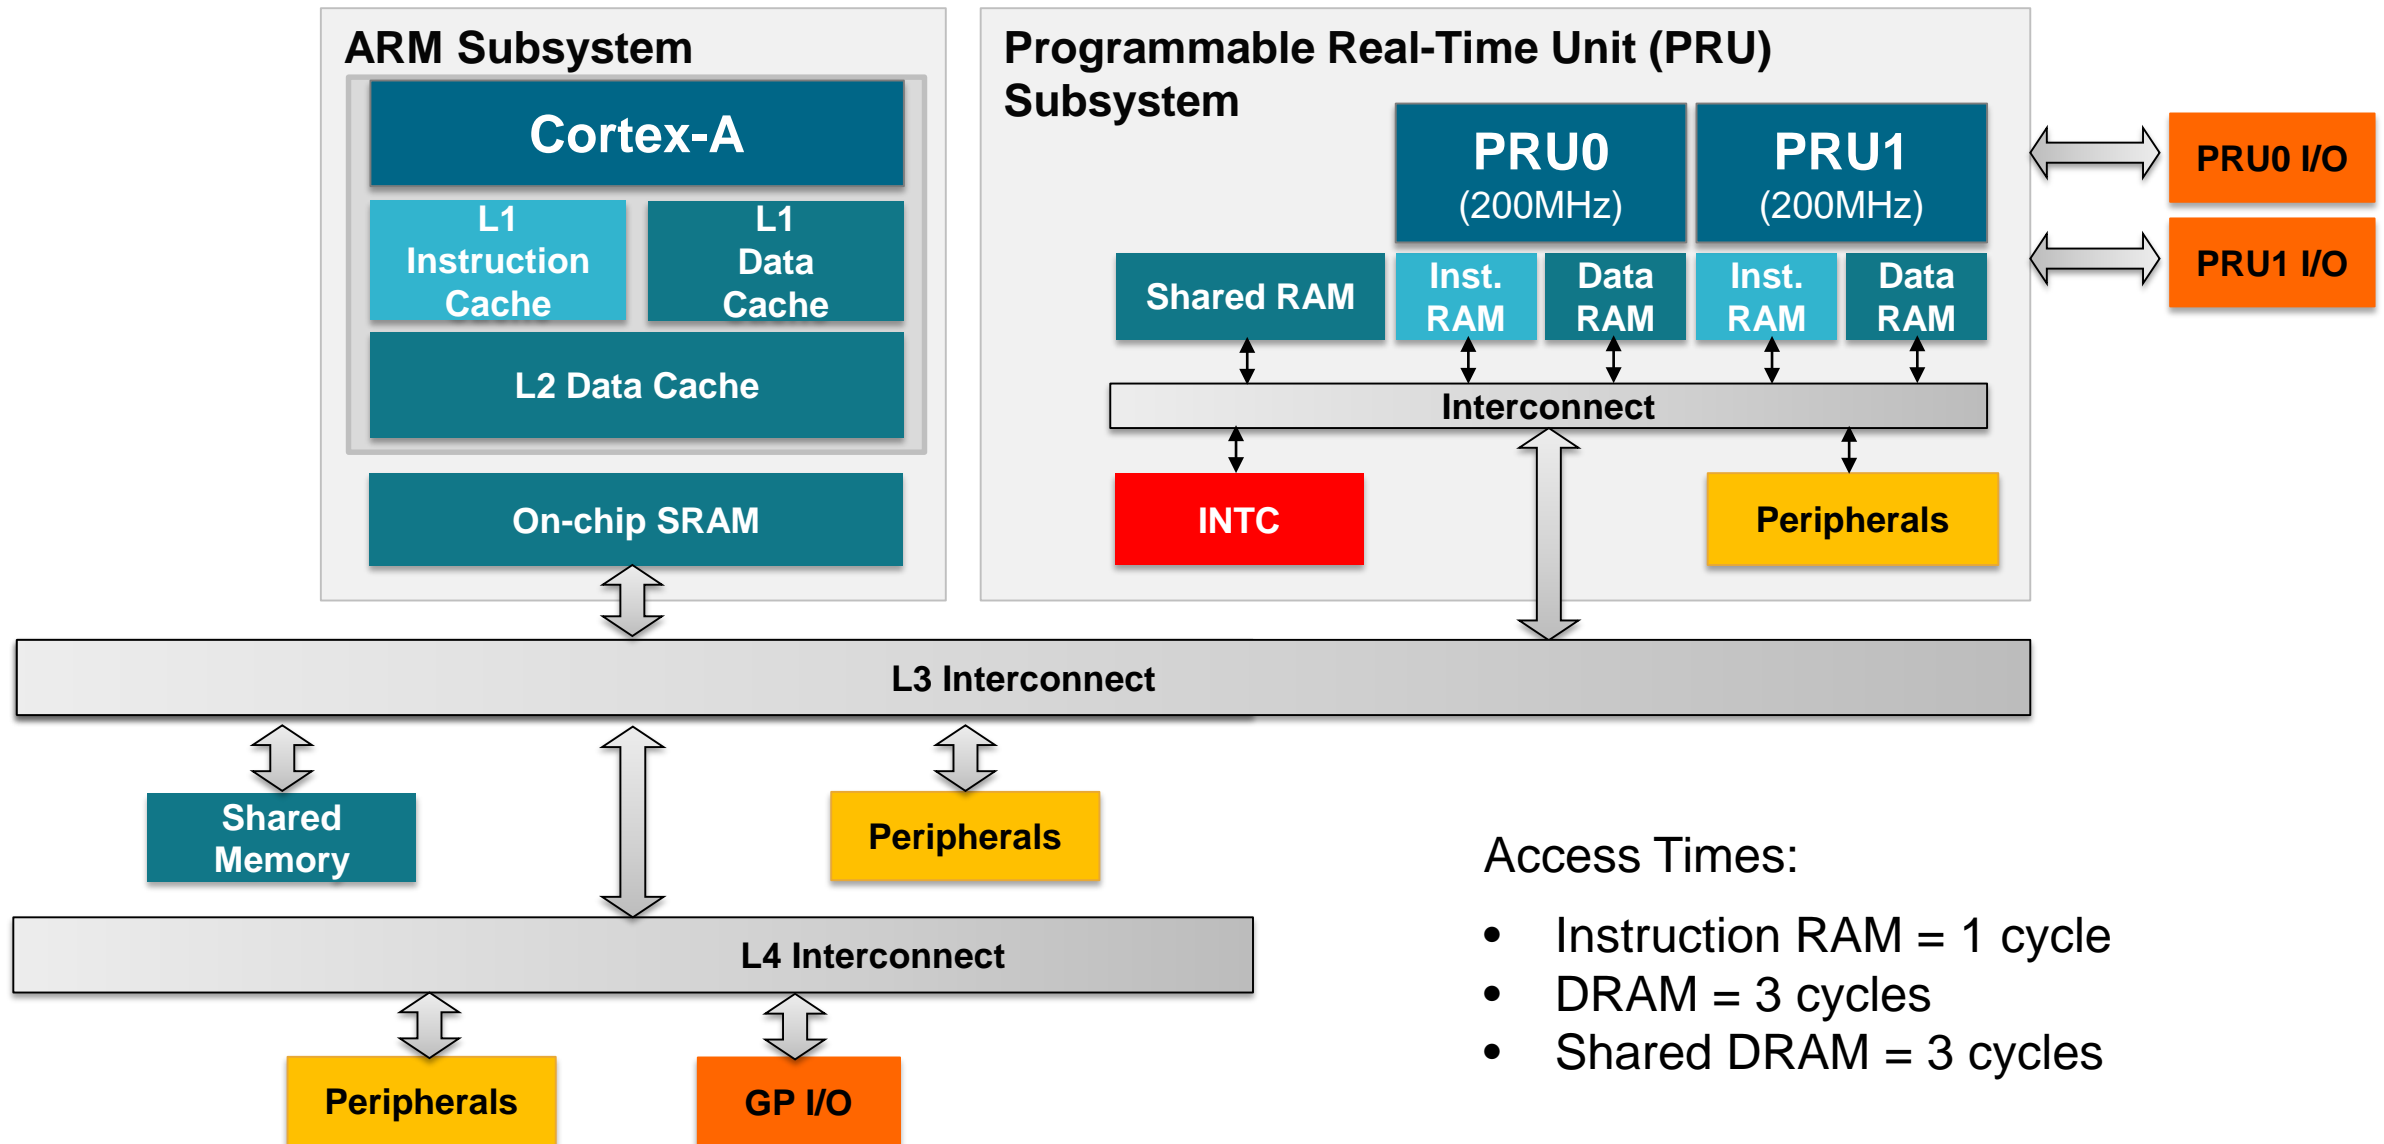 ARM Subsystem
Cortex-A
L1
Instruction
Cache
L1
Data
Cache
L2 Data Cache
On-chip SRAM
Programmable Real-Time Unit (PRU)
Subsystem
PRU0
(200MHz)
PRU1
(200MHz)
Shared RAM
Inst.
RAM
Data
RAM
Inst.
RAM
Data
RAM
Interconnect
INTC
Peripherals
PRU0 I/O
PRU1 I/O
L3 Interconnect
Shared
Memory
Peripherals
L4 Interconnect
Peripherals
GP I/O
Access Times:
• Instruction RAM = 1 cycle
• DRAM = 3 cycles
• Shared DRAM = 3 cycles